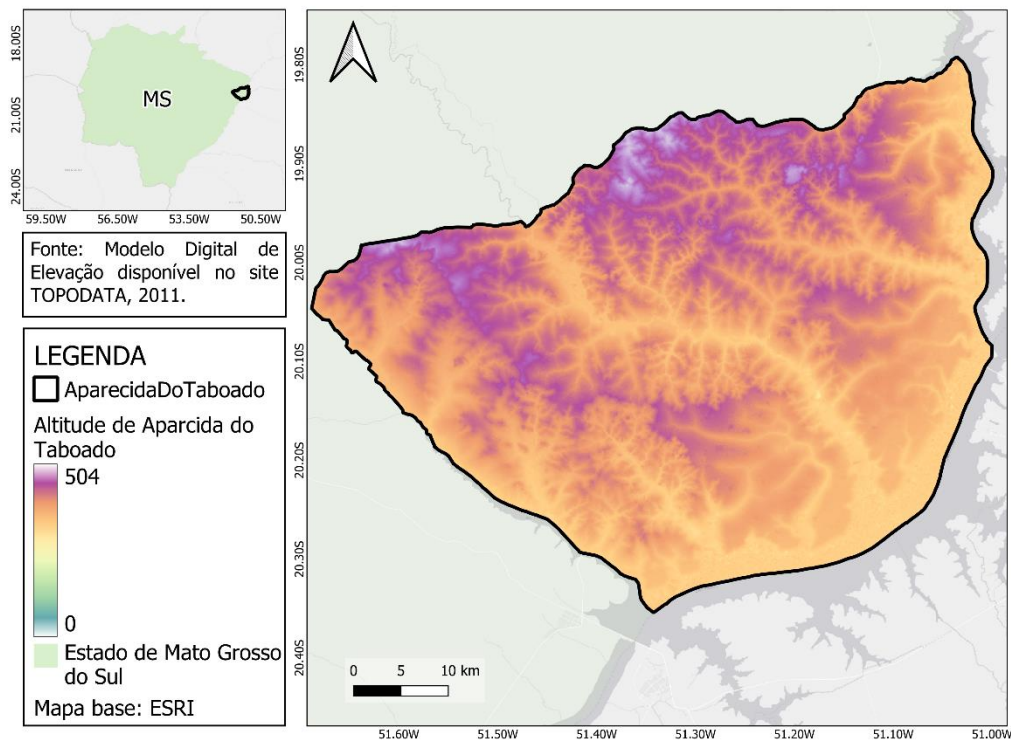 18.00S
21.00S
24.00S
MS
59.50W 56.50W 53.50W 50.50W
Fonte: Modelo Digital de
Elevação disponível no site
TOPODATA, 2011.
LEGENDA
AparecidaDoTaboado
Altitude de Aparcida do
Taboado
504
0
Estado de Mato Grosso
do Sul
Mapa base: ESRI
19.80S
19.90S
20.00S
20.10S
20.20S
20.30S
20.40S
0 5 10 km
51.60W 51.50W 51.40W 51.30W 51.20W 51.10W 51.00W